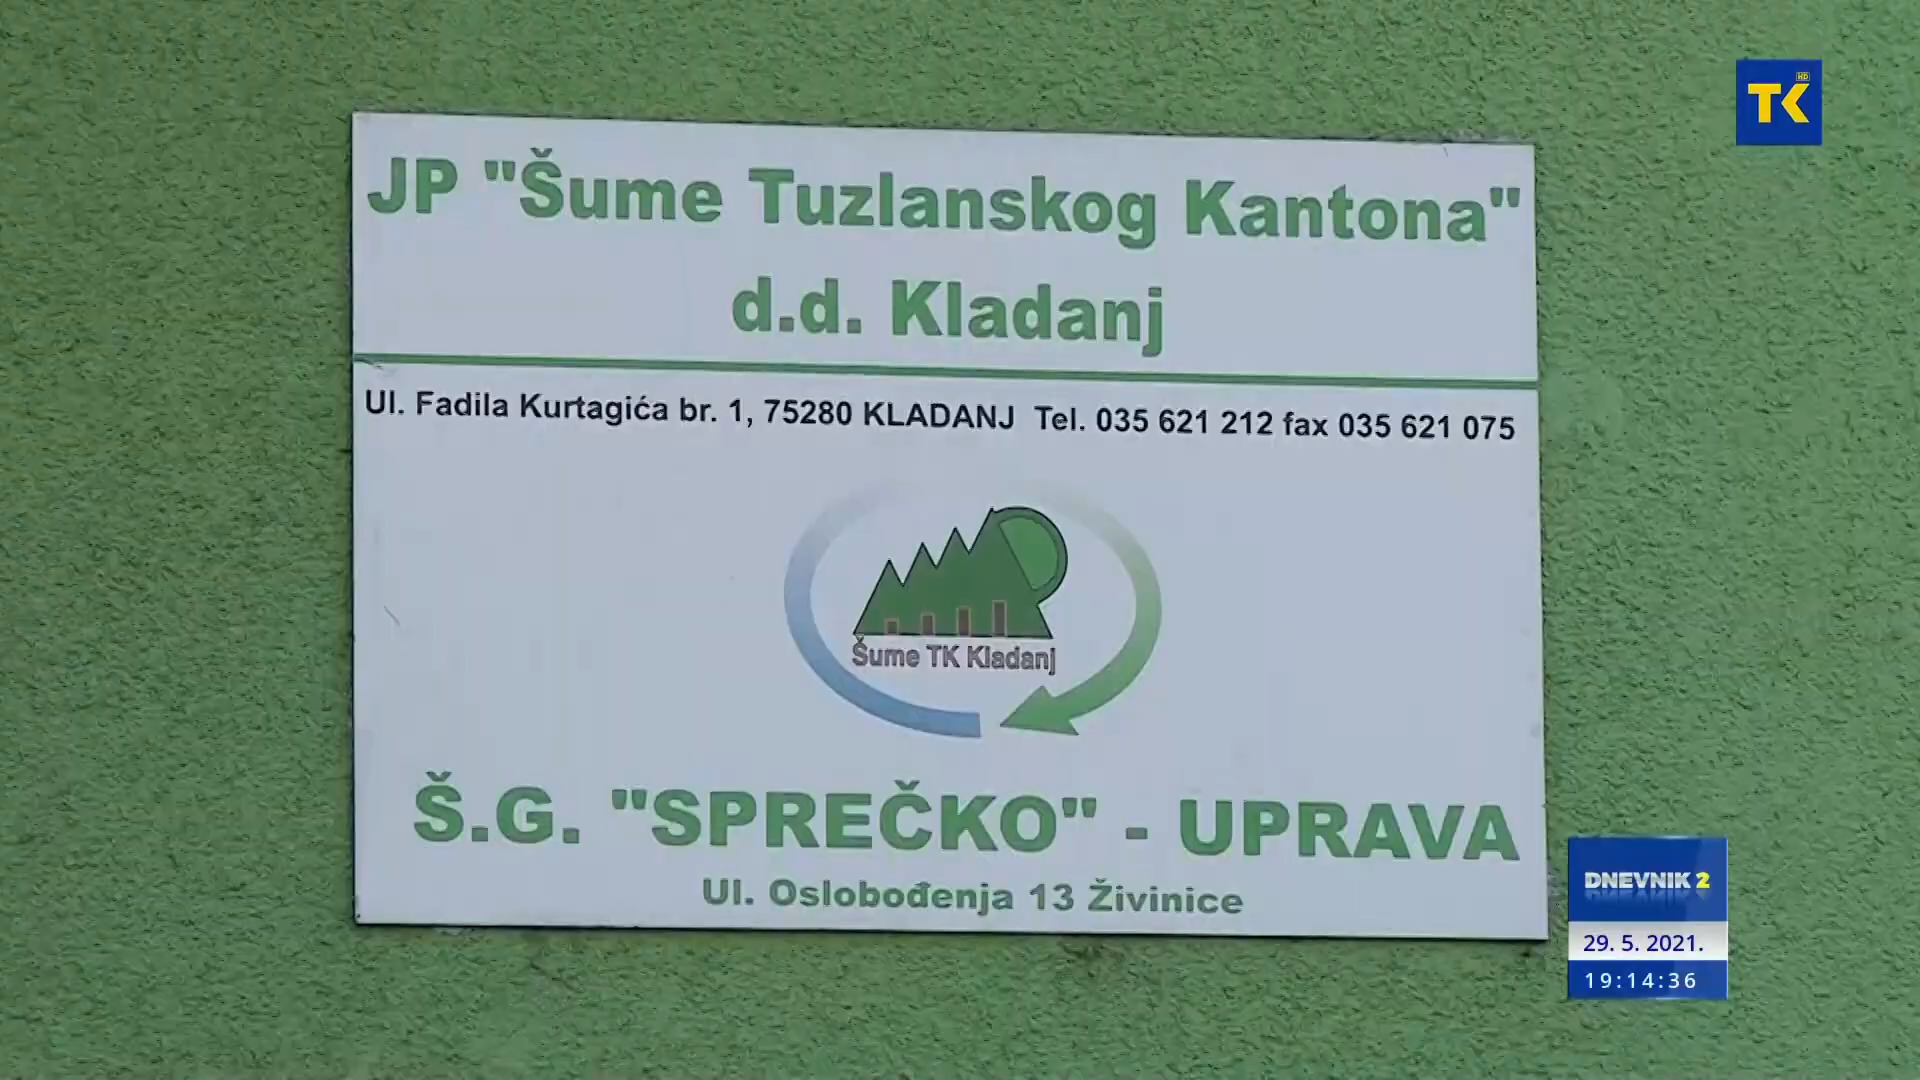 HD
TK
JP "Šume Tuzlanskog Kantona"
d.d. Kladanj
Ul. Fadila Kurtagića br. 1, 75280 KLADANJ Tel. 035 621 212 fax 035 621 075
Šume TK Kladanj
Š.G. "SPREČKO" - UPRAVA
Ul. Oslobođenja 13 Živinice
DNEVNIK 2
29. 5. 2021.
19:14:36